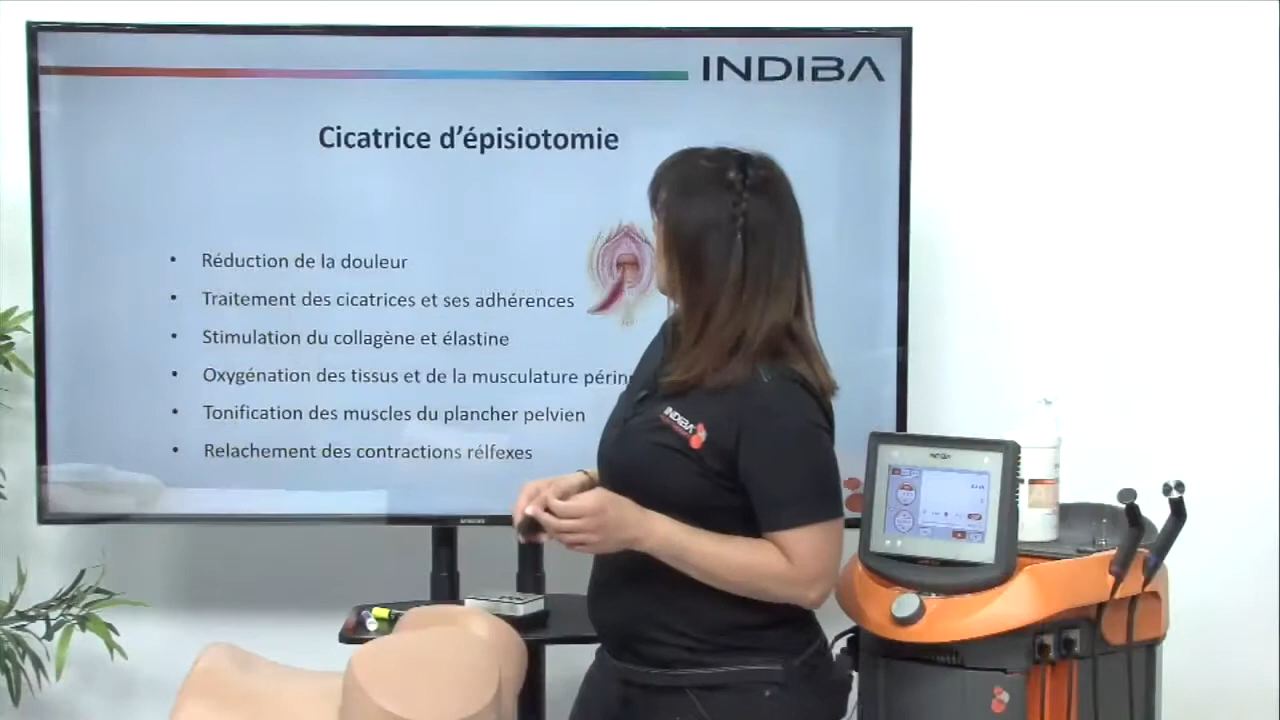 INDIBA
Cicatrice d'épisiotomie
• Réduction de la douleur
• Traitement des cicatrices et ses adhérences
• Stimulation du collagène et élastine
• Oxygénation des tissus et de la musculature
• Tonification des muscles du plancher pelvien
• Relachement des contractions rélfexes
INDIBA
INDIBA